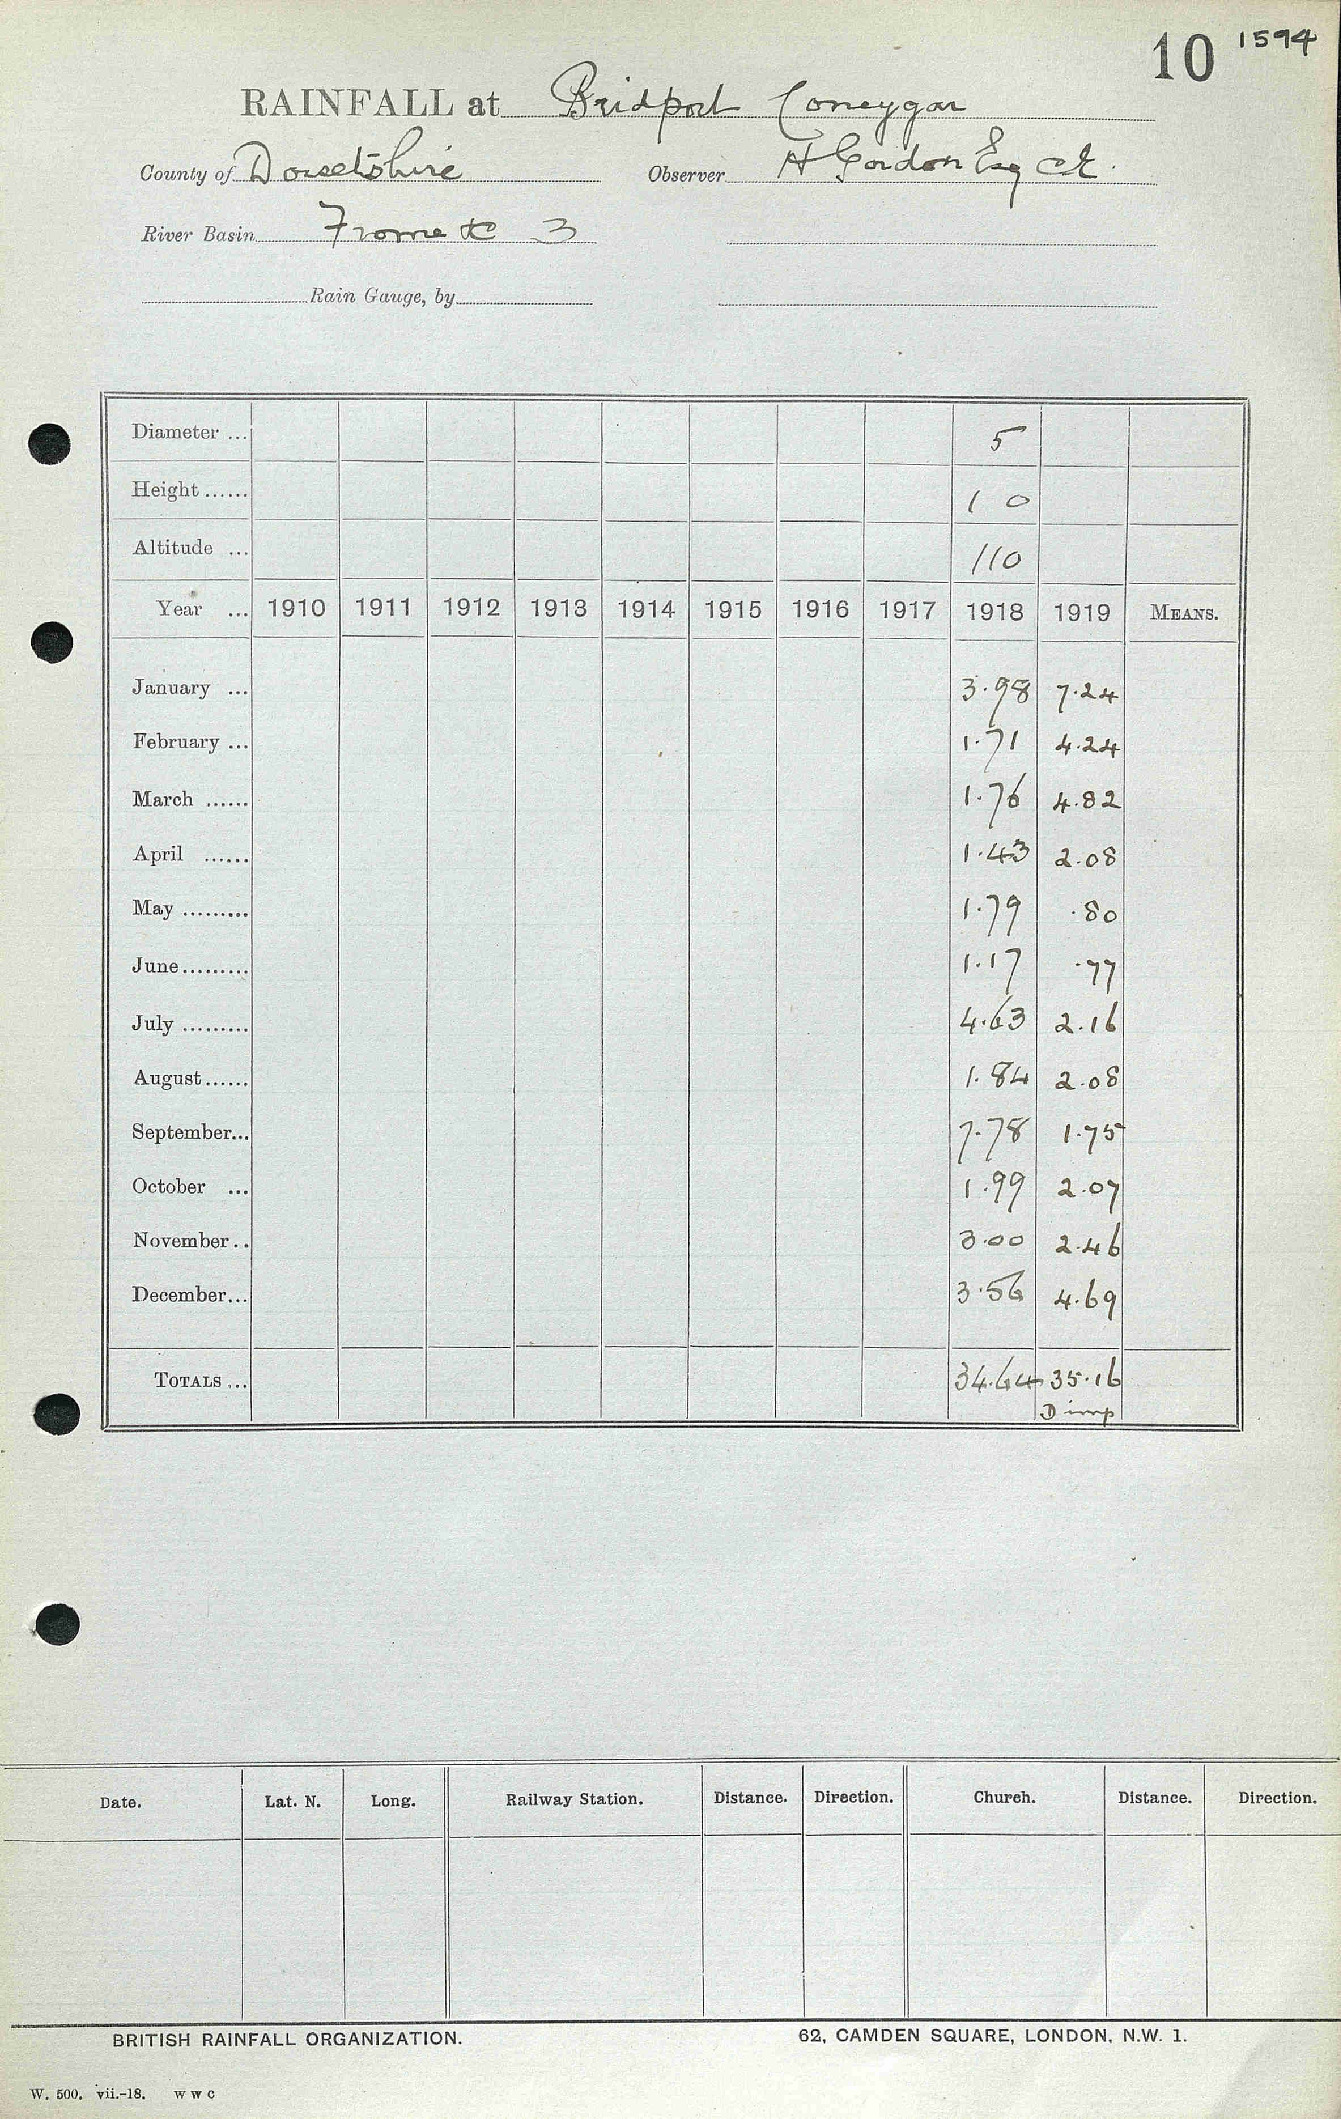 10 1594
RAINFALL at Bridport Coneygar
County of Dorsetshire Observer H Gordon Esq CE.
River Basin Frome &c 3
Rain Gauge, by
Diameter ... 5
Height ...... 1 0
Altitude ... 110
Year ... 1910 1911 1912 1913 1914 1915 1916 1917 1918 1919 MEANS.
January ... 3.98 7.24
February ... 1.71 4.24
March ...... 1.76 4.82
April ...... 1.43 2.08
May ......... 1.79 .80
June......... 1.17 .77
July ......... 4.63 2.16
August...... 1.84 2.08
September... 7.78 1.75
October ... 1.99 2.07
November.. 3.00 2.46
December... 3.56 4.69
TOTALS ... 34.64 35.16
D imp
Date. Lat. N. Long. Railway Station. Distance. Direction. Church. Distance. Direction.
BRITISH RAINFALL ORGANIZATION. 62, CAMDEN SQUARE, LONDON, N.W. 1.
W. 500. vii.-18. W W C